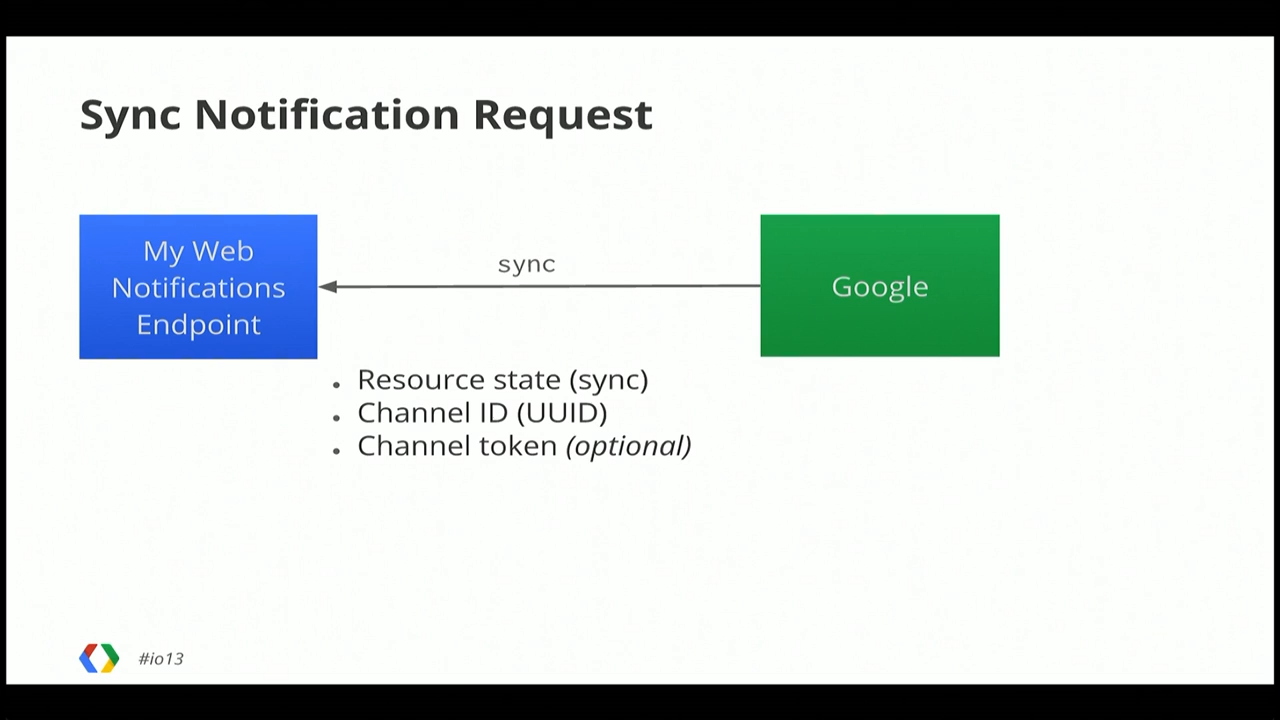 Sync Notification Request
My Web
Notifications
Endpoint
sync
Google
• Resource state (sync)
• Channel ID (UUID)
• Channel token (optional)
#io13